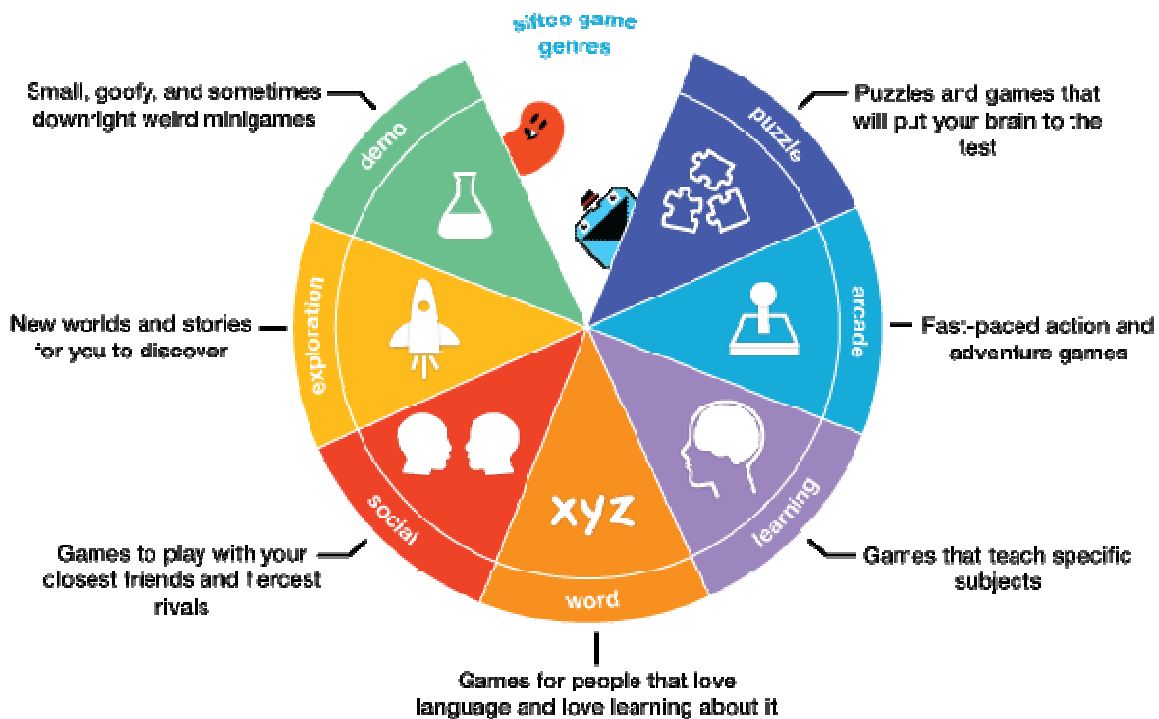 siftoo game
genres
Small, goofy, and sometimes
downright weird minigames
demo
puzzle
Puzzles and games that
will put your brain to the
test
New worlds and stories
for you to discover
exploration
arcade
Fast-paced action and
adventure games
Games to play with your
closest friends and fiercest
rivals
social
xyz
word
learning
Games that teach specific
subjects
Games for people that love
language and love learning about it